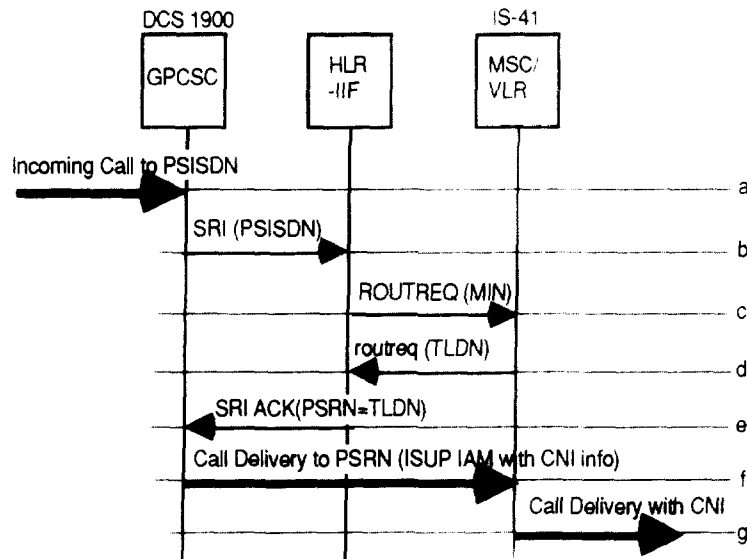 DCS 1900
IS-41
GPCSC
HLR
-IIF
MSC/
VLR
Incoming Call to PSISDN
a
SRI (PSISDN)
b
ROUTREQ (MIN)
c
routreq (TLDN)
d
SRI ACK(PSRN=TLDN)
e
Call Delivery to PSRN (ISUP IAM with CNI info)
f
Call Delivery with CNI
g